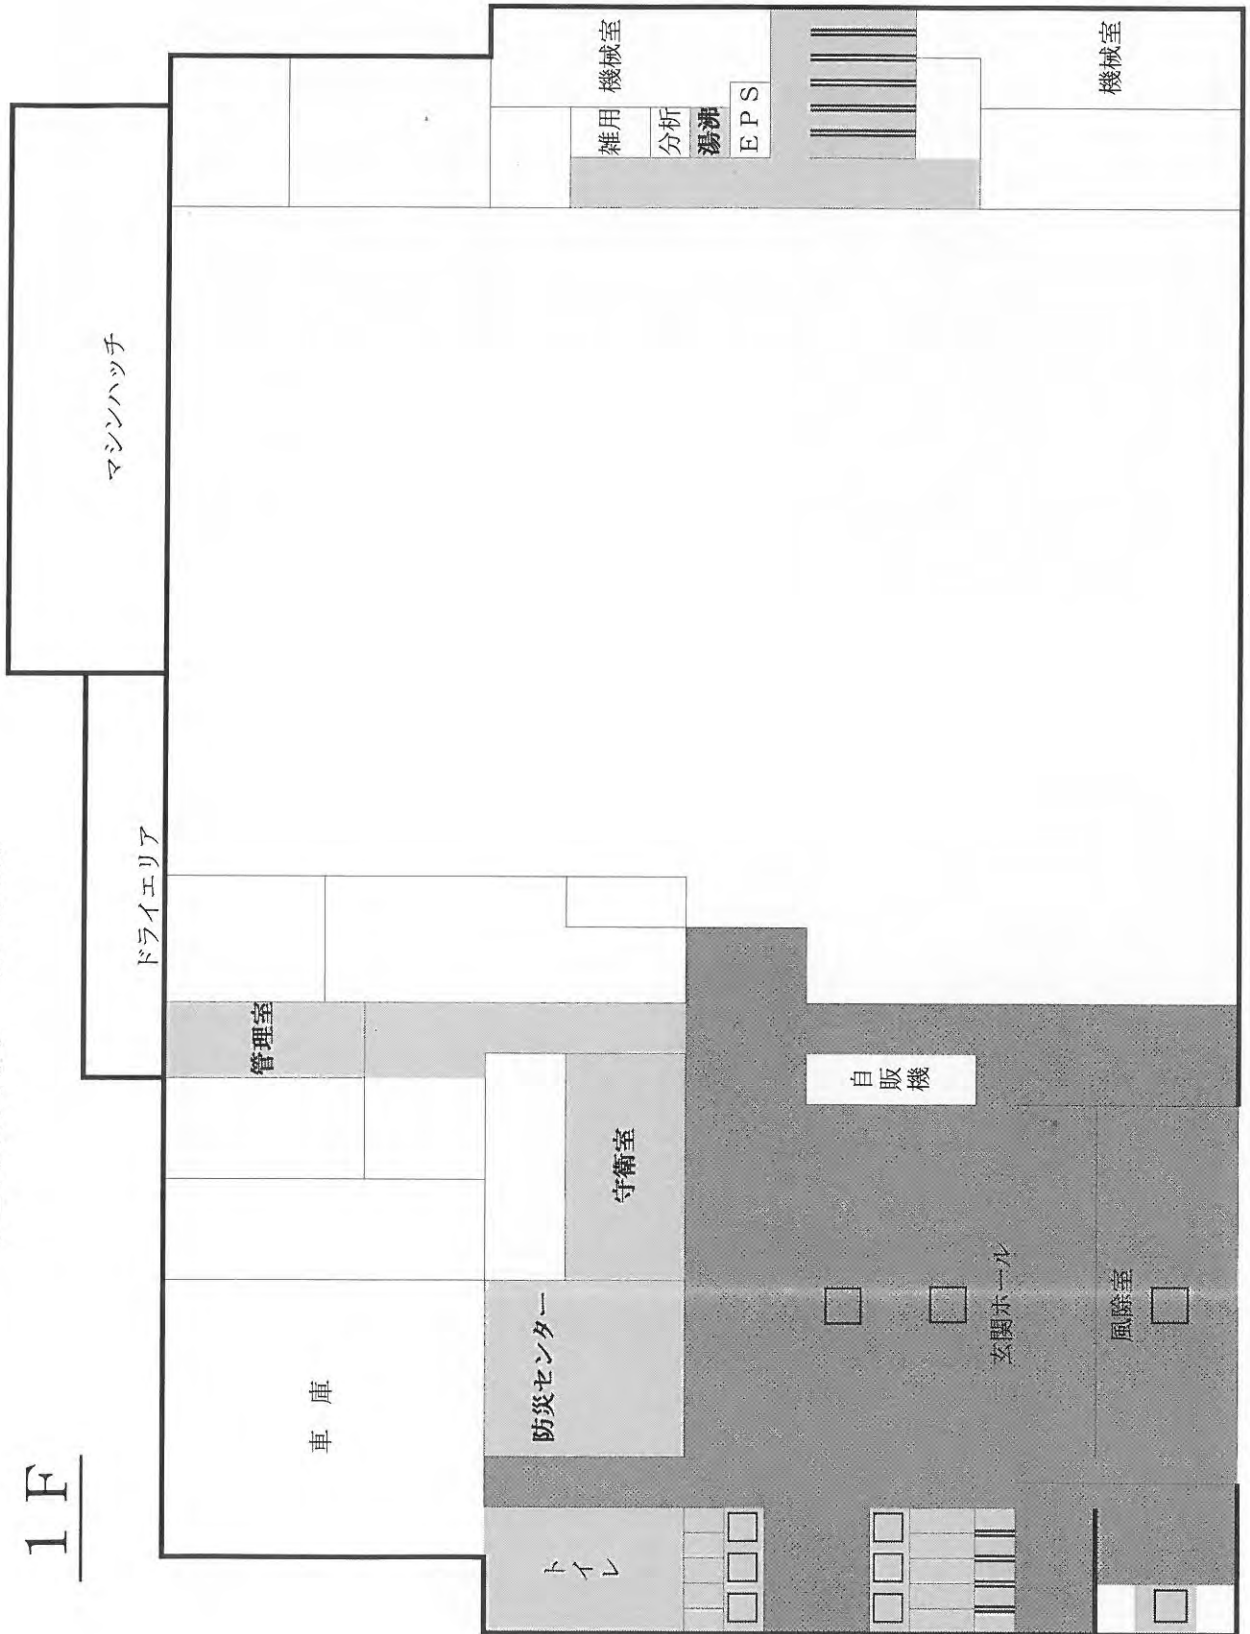 1 F
マシンハッチ
ドライエリア
車 庫
管理室
防災センター
守衛室
トイレ
自
販
機
玄関ホール
風除室
機械室
雑用
分析
湯沸
EPS
機械室